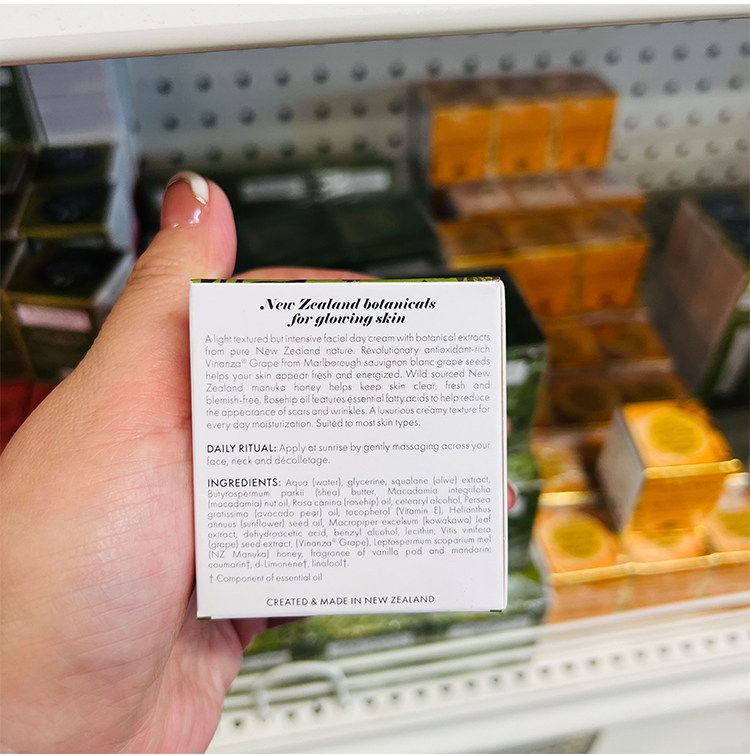 New Zealand botanicals
for glowing skin
A light textured but intensive facial day cream with botanical extracts
from pure New Zealand nature. Revolutionary antioxidant-rich
Vinanza® Grape from Marlborough sauvignon blanc grape seeds
helps your skin appear fresh and energized. Wild sourced New
Zealand manuka honey helps keep skin clear, fresh and
blemish-free. Rosehip oil features essential fatty acids to help reduce
the appearance of scars and wrinkles. A luxurious creamy texture for
every day moisturization. Suited to most skin types.
DAILY RITUAL: Apply at sunrise by gently massaging across your
face, neck and décolletage.
INGREDIENTS: Aqua (water), glycerine, squalane (olive) extract,
Butyrospermum parkii (shea) butter, Macadamia integrifolia
(macadamia) nut oil, Rosa canina (rosehip) oil, cetearyl alcohol, Persea
gratissima (avocado pear) oil, tocopherol (Vitamin E), Helianthus
annuus (sunflower) seed oil, Macropiper excelsum (kawakawa) leaf
extract, dehydroacetic acid, benzyl alcohol, lecithin, Vitis vinifera
(grape) seed extract, (Vinanza® Grape), Leptospermum scoparium mel
(NZ Manuka) honey, fragrance of vanilla pod and mandarin:
coumarin†, d-Limonene†, linalool†.
† Component of essential oil
CREATED & MADE IN NEW ZEALAND